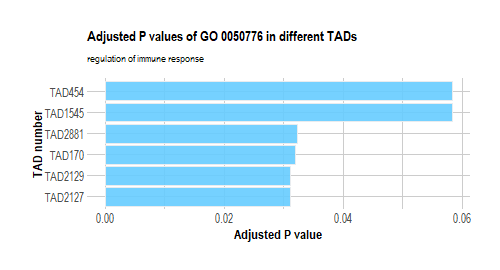 Adjusted P values of GO 0050776 in different TADs
regulation of immune response
TAD number
TAD454
TAD1545
TAD2881
TAD170
TAD2129
TAD2127
0.00 0.02 0.04 0.06
Adjusted P value